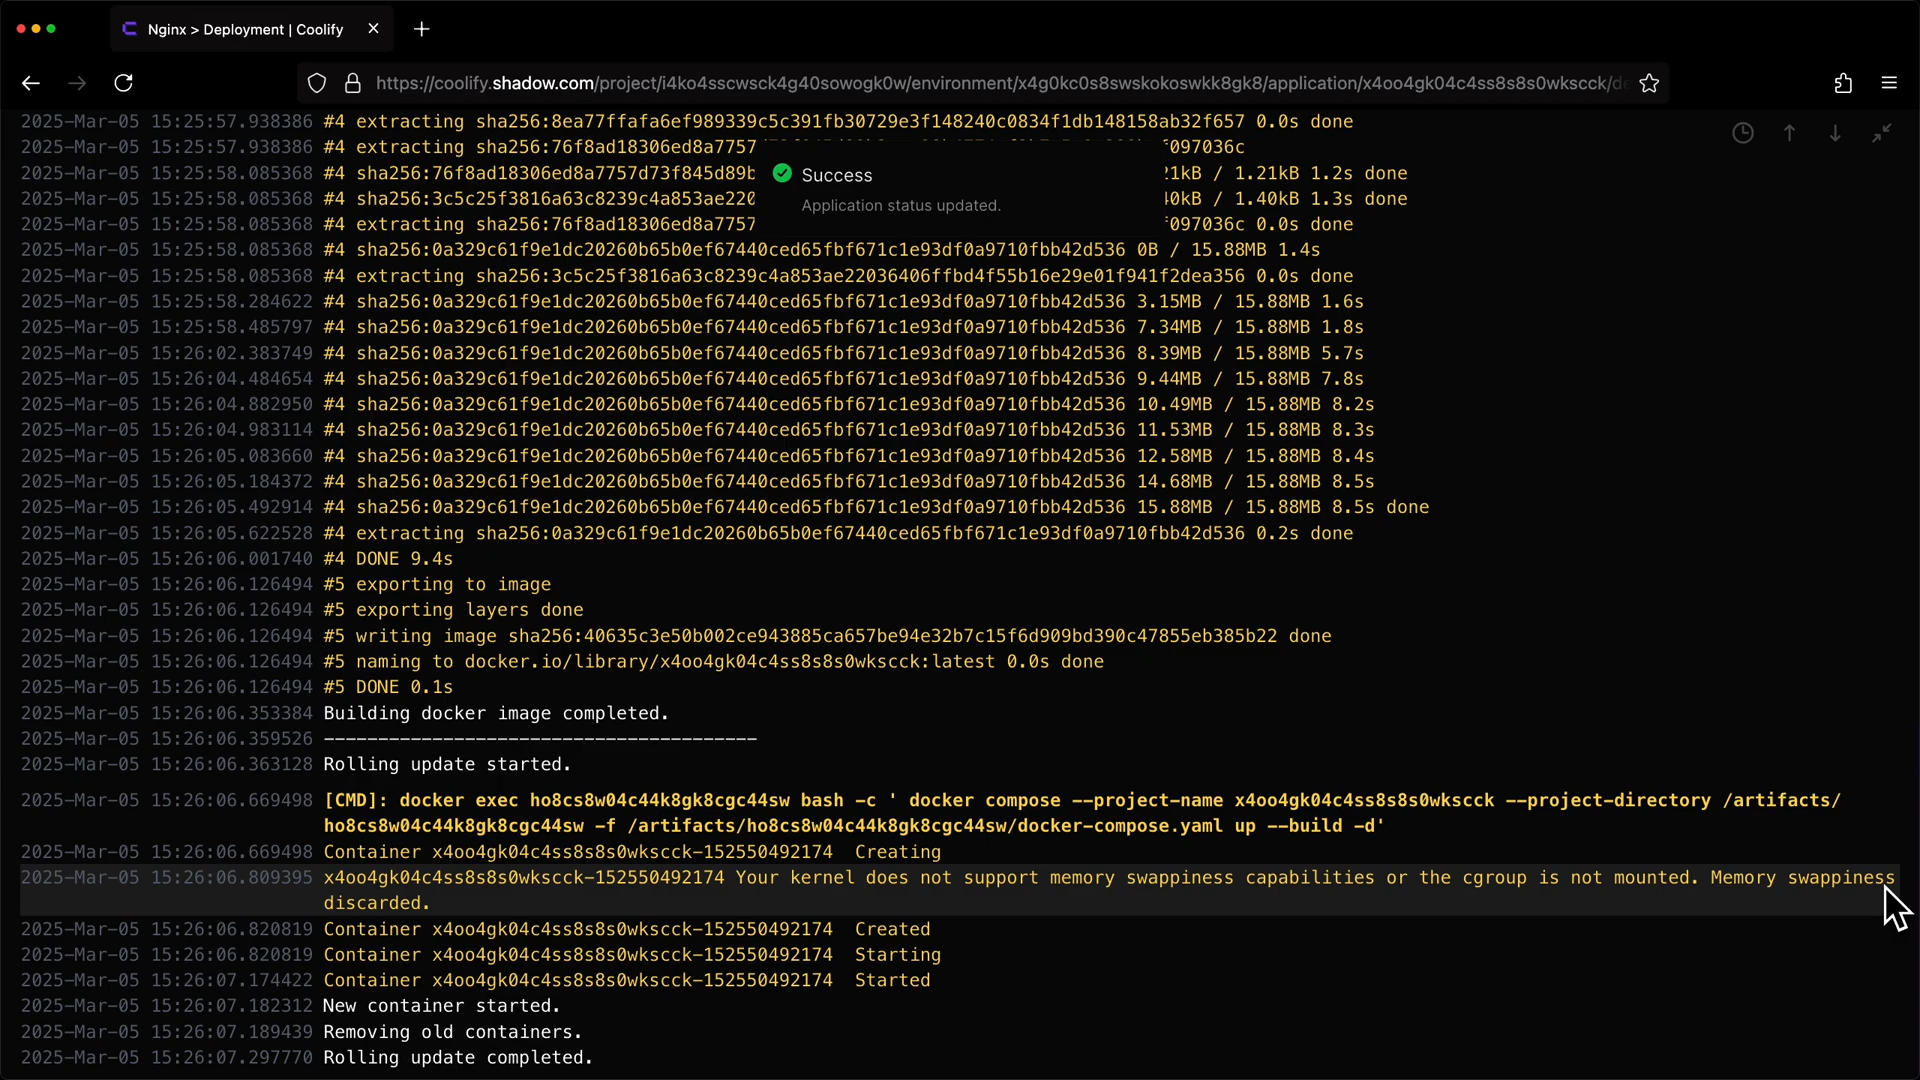 Nginx > Deployment | Coolify
https://coolify.shadow.com/project/i4ko4sscwsck4g40sowogk0w/environment/x4g0kc0s8swskokoswkk8gk8/application/x4oo4gk04c4ss8s8s0wkscck/de
2025-Mar-05 15:25:57.938386 #4 extracting sha256:8ea77ffafa6ef989339c5c391fb30729e3f148240c0834f1db148158ab32f657 0.0s done
2025-Mar-05 15:25:57.938386 #4 extracting sha256:76f8ad18306ed8a7757 f097036c
2025-Mar-05 15:25:58.085368 #4 sha256:76f8ad18306ed8a7757d73f845d89b 21kB / 1.21kB 1.2s done
Success
2025-Mar-05 15:25:58.085368 #4 sha256:3c5c25f3816a63c8239c4a853ae220 40kB / 1.40kB 1.3s done
Application status updated.
2025-Mar-05 15:25:58.085368 #4 extracting sha256:76f8ad18306ed8a7757 f097036c 0.0s done
2025-Mar-05 15:25:58.085368 #4 sha256:0a329c61f9e1dc20260b65b0ef67440ced65fbf671c1e93df0a9710fbb42d536 0B / 15.88MB 1.4s
2025-Mar-05 15:25:58.085368 #4 extracting sha256:3c5c25f3816a63c8239c4a853ae22036406ffbd4f55b16e29e01f941f2dea356 0.0s done
2025-Mar-05 15:25:58.284622 #4 sha256:0a329c61f9e1dc20260b65b0ef67440ced65fbf671c1e93df0a9710fbb42d536 3.15MB / 15.88MB 1.6s
2025-Mar-05 15:25:58.485797 #4 sha256:0a329c61f9e1dc20260b65b0ef67440ced65fbf671c1e93df0a9710fbb42d536 7.34MB / 15.88MB 1.8s
2025-Mar-05 15:26:02.383749 #4 sha256:0a329c61f9e1dc20260b65b0ef67440ced65fbf671c1e93df0a9710fbb42d536 8.39MB / 15.88MB 5.7s
2025-Mar-05 15:26:04.484654 #4 sha256:0a329c61f9e1dc20260b65b0ef67440ced65fbf671c1e93df0a9710fbb42d536 9.44MB / 15.88MB 7.8s
2025-Mar-05 15:26:04.882950 #4 sha256:0a329c61f9e1dc20260b65b0ef67440ced65fbf671c1e93df0a9710fbb42d536 10.49MB / 15.88MB 8.2s
2025-Mar-05 15:26:04.983114 #4 sha256:0a329c61f9e1dc20260b65b0ef67440ced65fbf671c1e93df0a9710fbb42d536 11.53MB / 15.88MB 8.3s
2025-Mar-05 15:26:05.083660 #4 sha256:0a329c61f9e1dc20260b65b0ef67440ced65fbf671c1e93df0a9710fbb42d536 12.58MB / 15.88MB 8.4s
2025-Mar-05 15:26:05.184372 #4 sha256:0a329c61f9e1dc20260b65b0ef67440ced65fbf671c1e93df0a9710fbb42d536 14.68MB / 15.88MB 8.5s
2025-Mar-05 15:26:05.492914 #4 sha256:0a329c61f9e1dc20260b65b0ef67440ced65fbf671c1e93df0a9710fbb42d536 15.88MB / 15.88MB 8.5s done
2025-Mar-05 15:26:05.622528 #4 extracting sha256:0a329c61f9e1dc20260b65b0ef67440ced65fbf671c1e93df0a9710fbb42d536 0.2s done
2025-Mar-05 15:26:06.001740 #4 DONE 9.4s
2025-Mar-05 15:26:06.126494 #5 exporting to image
2025-Mar-05 15:26:06.126494 #5 exporting layers done
2025-Mar-05 15:26:06.126494 #5 writing image sha256:40635c3e50b002ce943885ca657be94e32b7c15f6d909bd390c47855eb385b22 done
2025-Mar-05 15:26:06.126494 #5 naming to docker.io/library/x4oo4gk04c4ss8s8s0wkscck:latest 0.0s done
2025-Mar-05 15:26:06.126494 #5 DONE 0.1s
2025-Mar-05 15:26:06.353384 Building docker image completed.
2025-Mar-05 15:26:06.359526 ----------------------------------------
2025-Mar-05 15:26:06.363128 Rolling update started.
2025-Mar-05 15:26:06.669498 [CMD]: docker exec ho8cs8w04c44k8gk8cgc44sw bash -c ' docker compose --project-name x4oo4gk04c4ss8s8s0wkscck --project-directory /artifacts/
ho8cs8w04c44k8gk8cgc44sw -f /artifacts/ho8cs8w04c44k8gk8cgc44sw/docker-compose.yaml up --build -d'
2025-Mar-05 15:26:06.669498 Container x4oo4gk04c4ss8s8s0wkscck-152550492174  Creating
2025-Mar-05 15:26:06.809395 x4oo4gk04c4ss8s8s0wkscck-152550492174 Your kernel does not support memory swappiness capabilities or the cgroup is not mounted. Memory swappiness
discarded.
2025-Mar-05 15:26:06.820819 Container x4oo4gk04c4ss8s8s0wkscck-152550492174  Created
2025-Mar-05 15:26:06.820819 Container x4oo4gk04c4ss8s8s0wkscck-152550492174  Starting
2025-Mar-05 15:26:07.174422 Container x4oo4gk04c4ss8s8s0wkscck-152550492174  Started
2025-Mar-05 15:26:07.182312 New container started.
2025-Mar-05 15:26:07.189439 Removing old containers.
2025-Mar-05 15:26:07.297770 Rolling update completed.